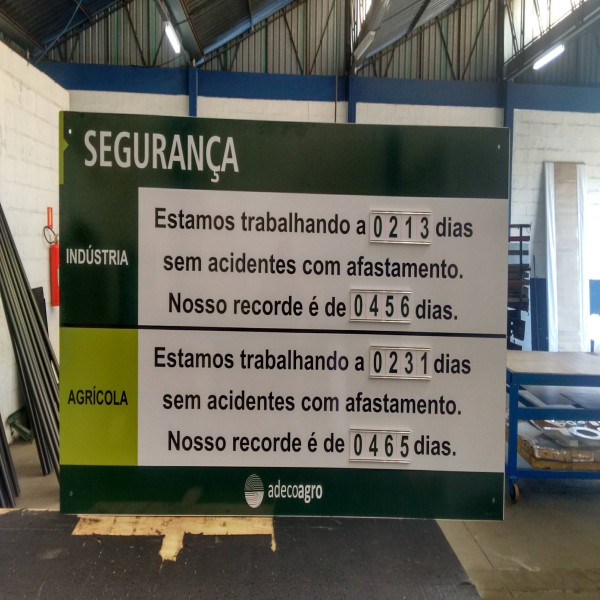 SEGURANÇA
INDÚSTRIA
Estamos trabalhando a 0213 dias
sem acidentes com afastamento.
Nosso recorde é de 0456 dias.
AGRÍCOLA
Estamos trabalhando a 0231 dias
sem acidentes com afastamento.
Nosso recorde é de 0465 dias.
adecoagro